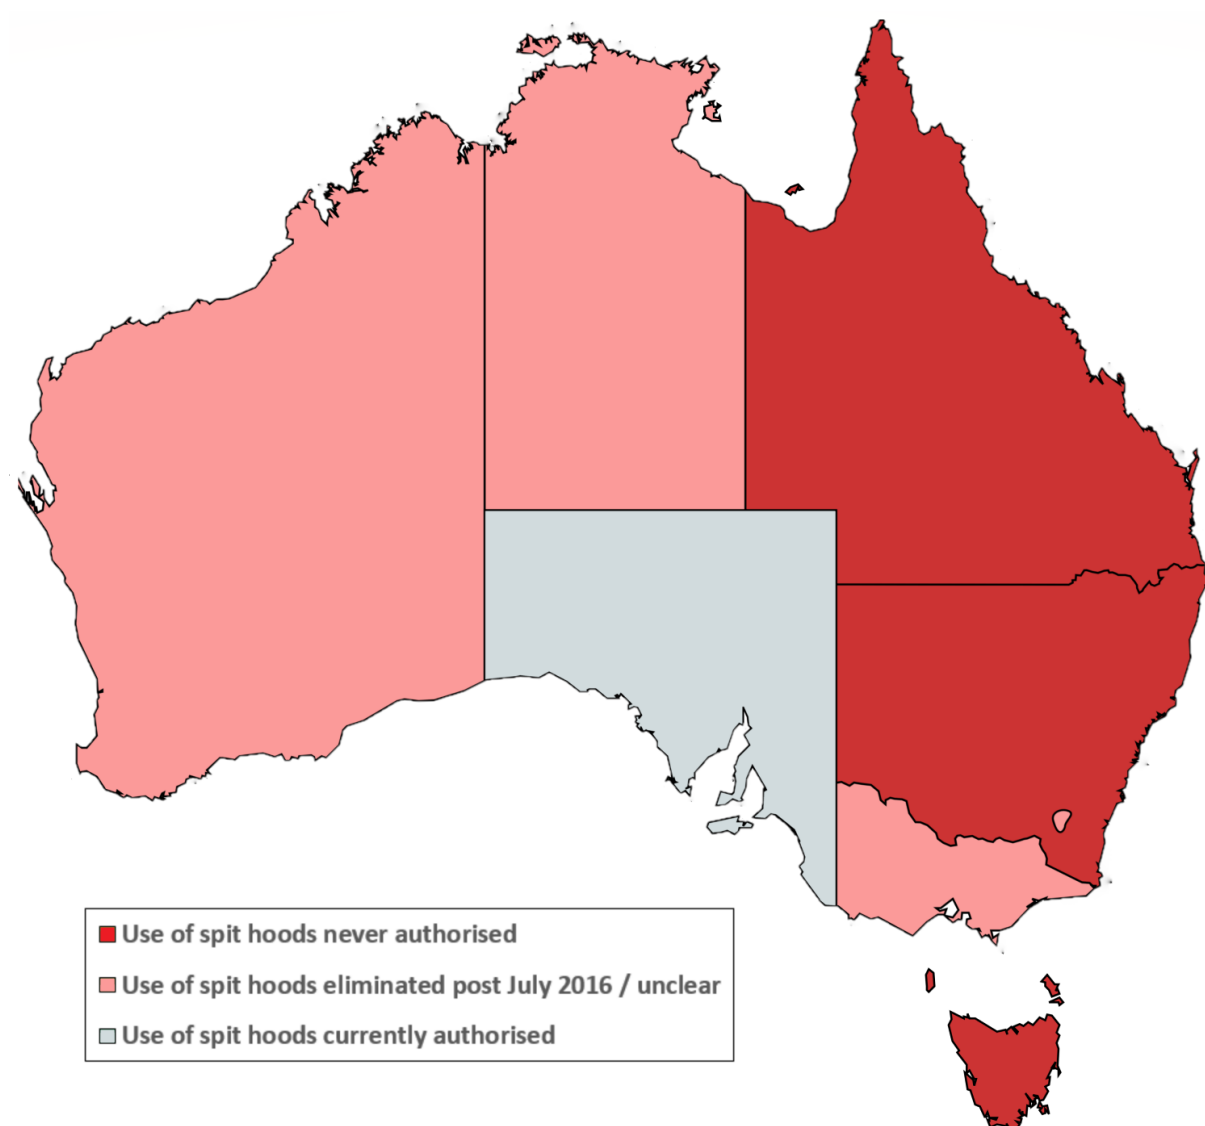 Use of spit hoods never authorised
Use of spit hoods eliminated post July 2016 / unclear
Use of spit hoods currently authorised